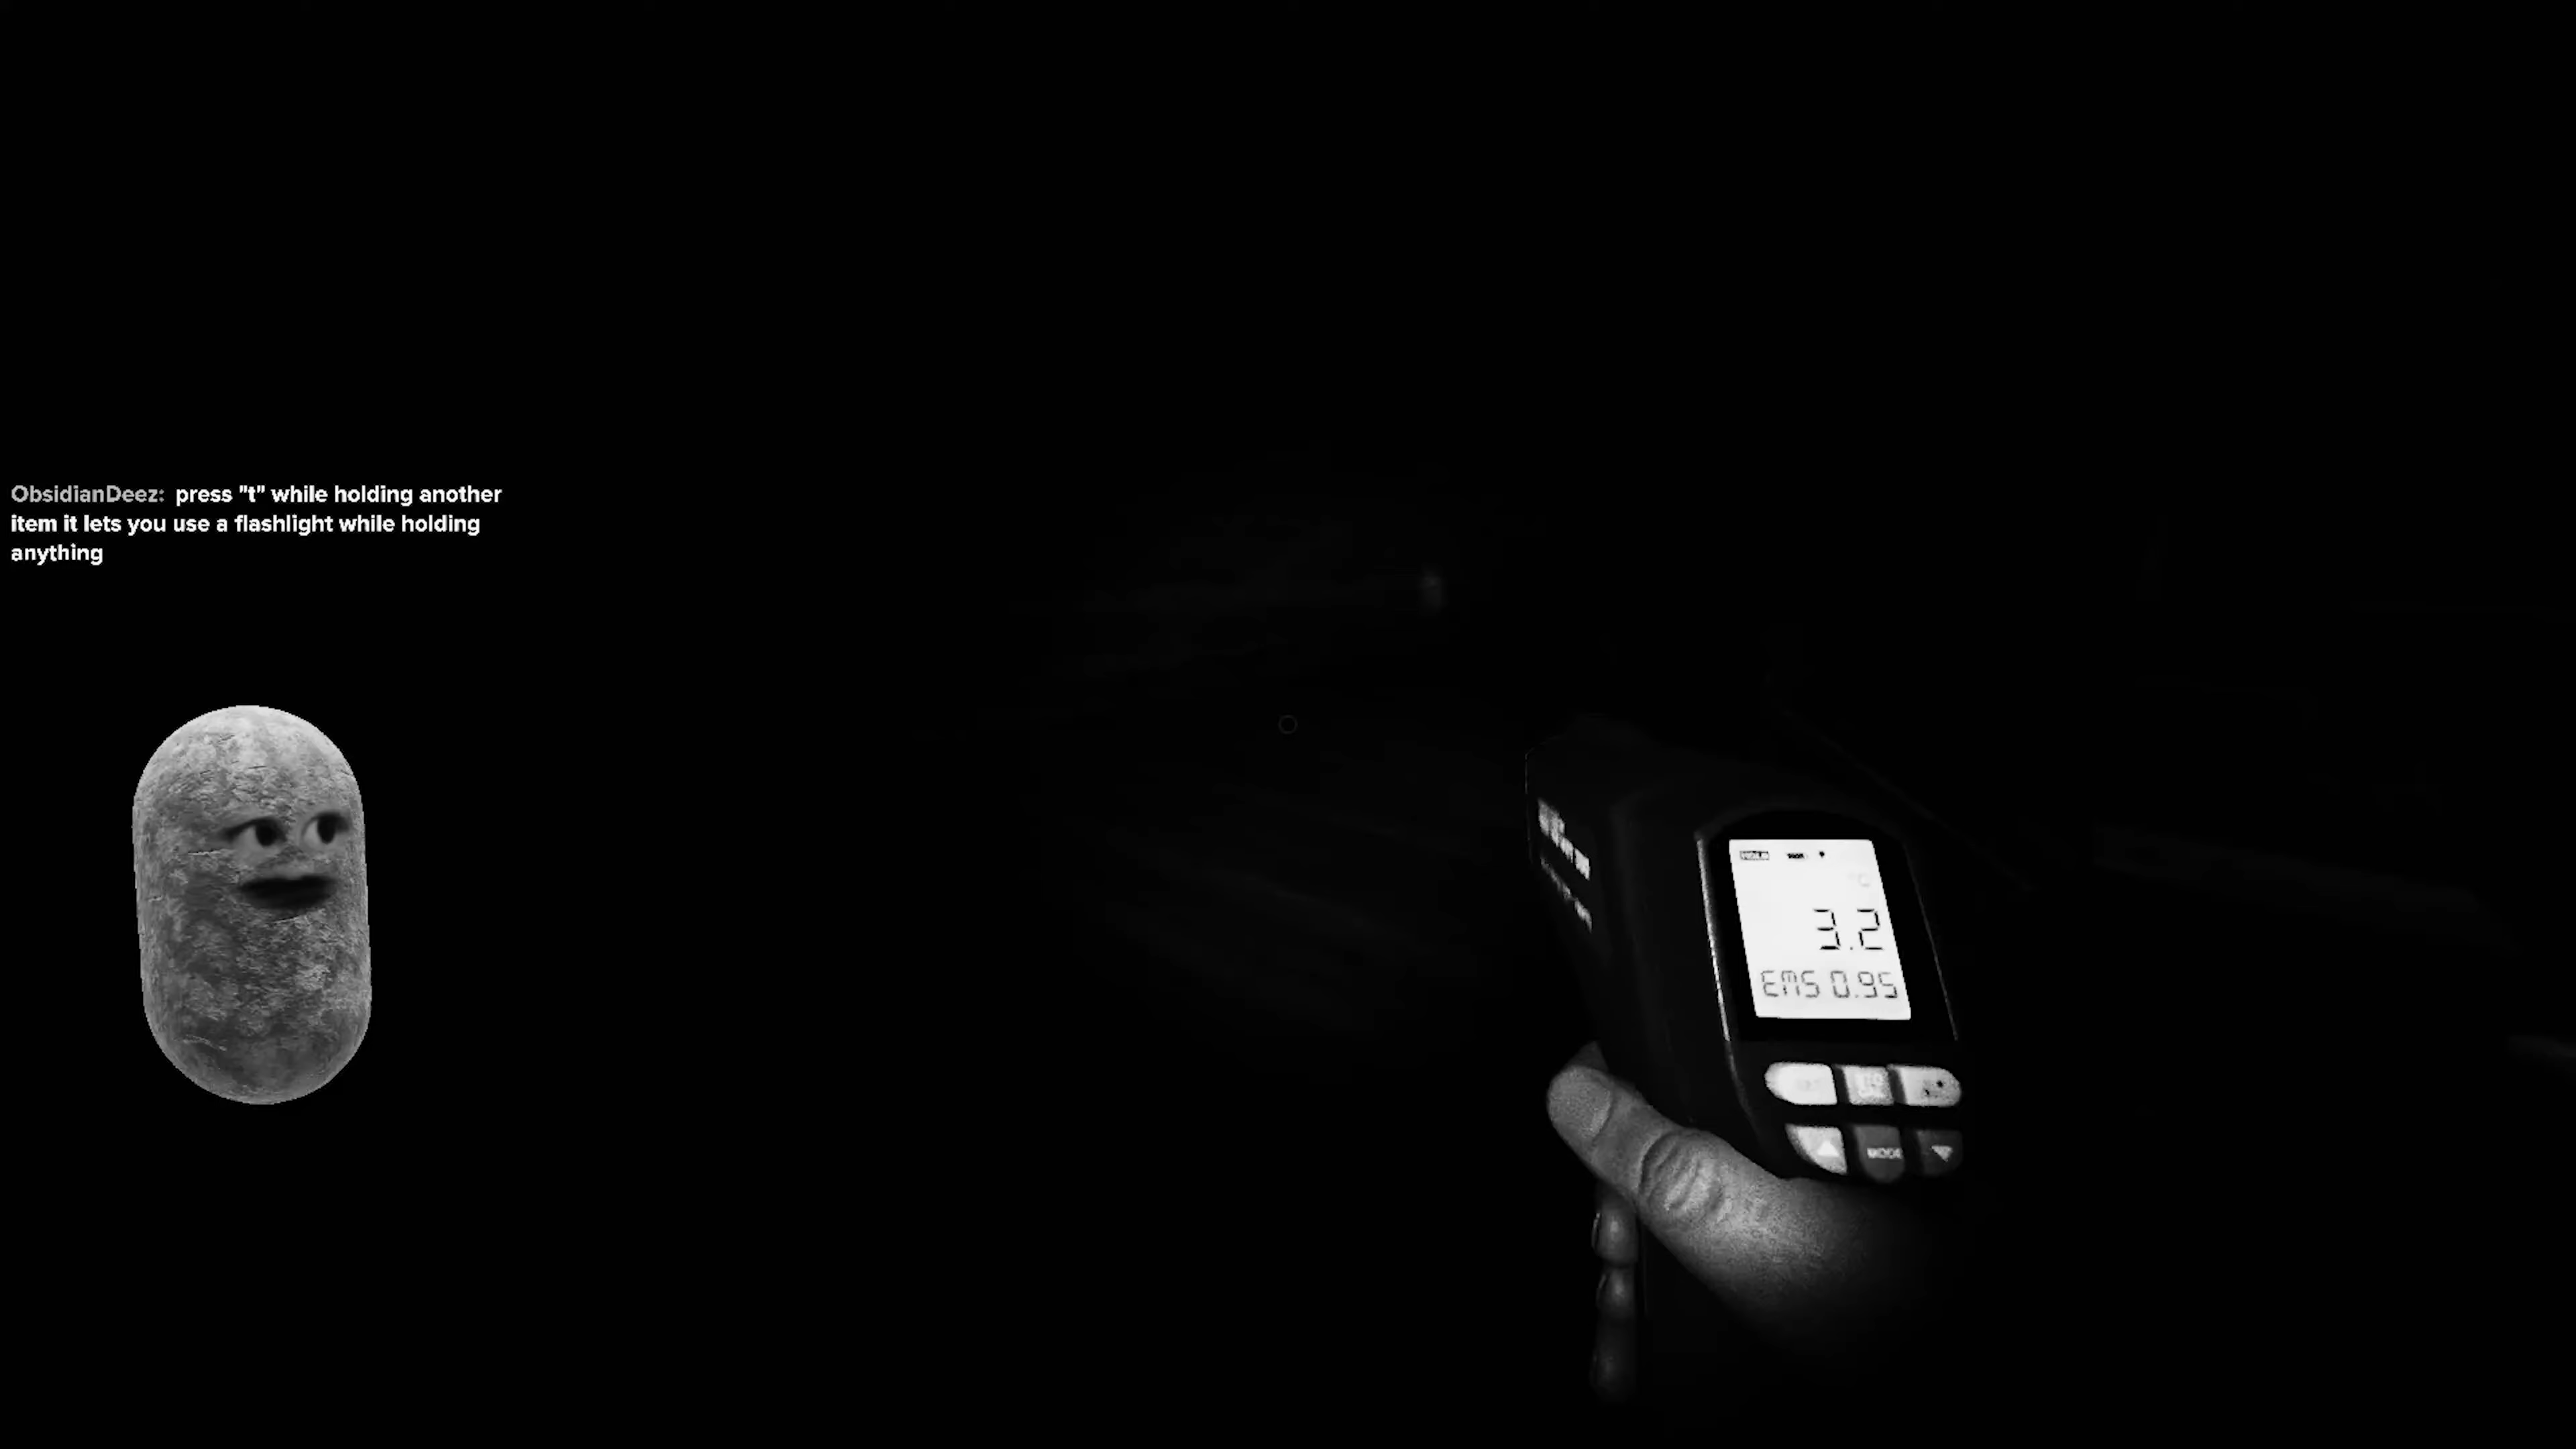 ObsidianDeez: press "t" while holding another
item it lets you use a flashlight while holding
anything
°C
3.2
EMS 0.95
MODE